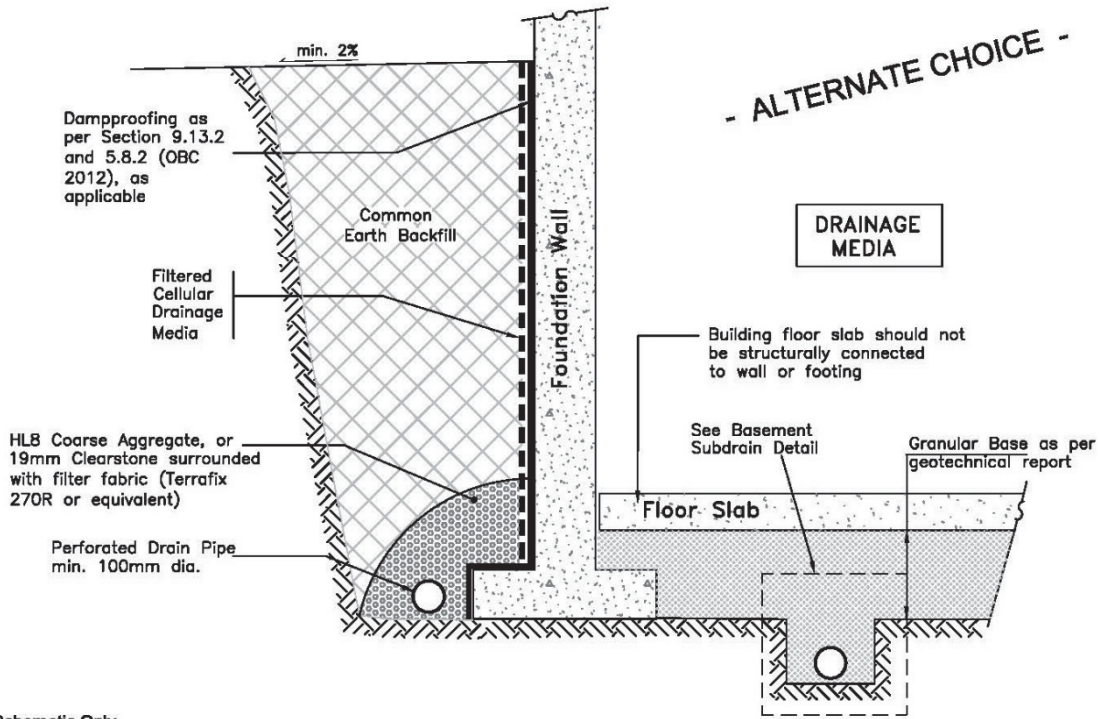 min. 2%
- ALTERNATE CHOICE -
Dampproofing as
per Section 9.13.2
and 5.8.2 (OBC
2012), as
applicable
Common
Earth Backfill
Foundation Wall
DRAINAGE
MEDIA
Filtered
Cellular
Drainage
Media
Building floor slab should not
be structurally connected
to wall or footing
See Basement
Subdrain Detail
Granular Base as per
geotechnical report
HL8 Coarse Aggregate, or
19mm Clearstone surrounded
with filter fabric (Terrafix
270R or equivalent)
Floor Slab
Perforated Drain Pipe
min. 100mm dia.
Schematic Only